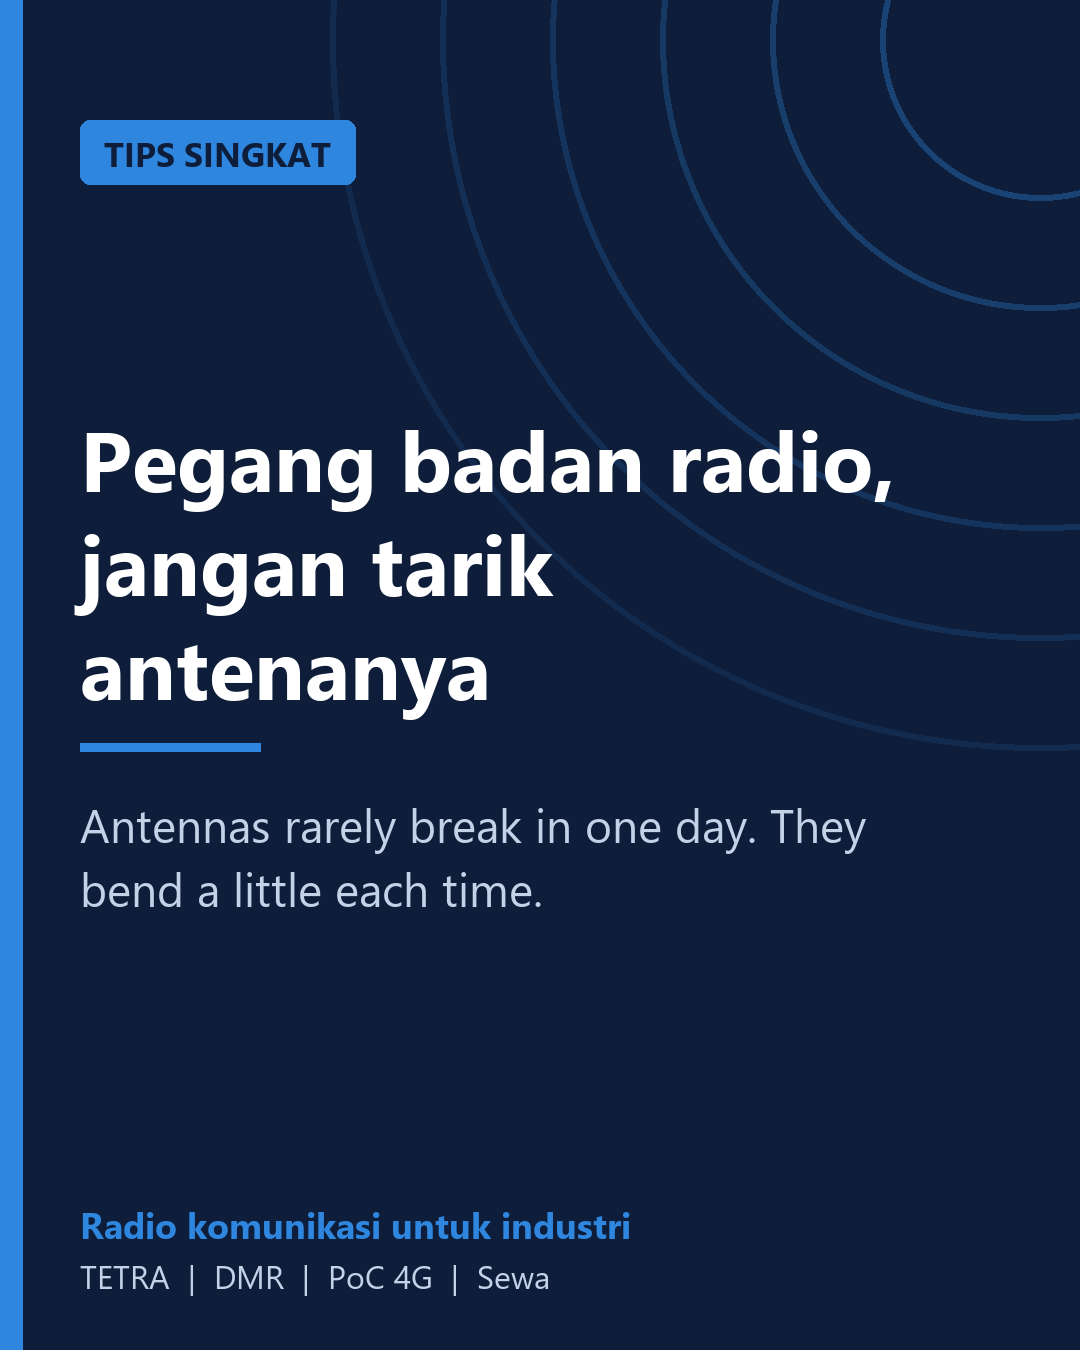 TIPS SINGKAT
Pegang badan radio,
jangan tarik
antenanya
Antennas rarely break in one day. They
bend a little each time.
Radio komunikasi untuk industri
TETRA | DMR | PoC 4G | Sewa